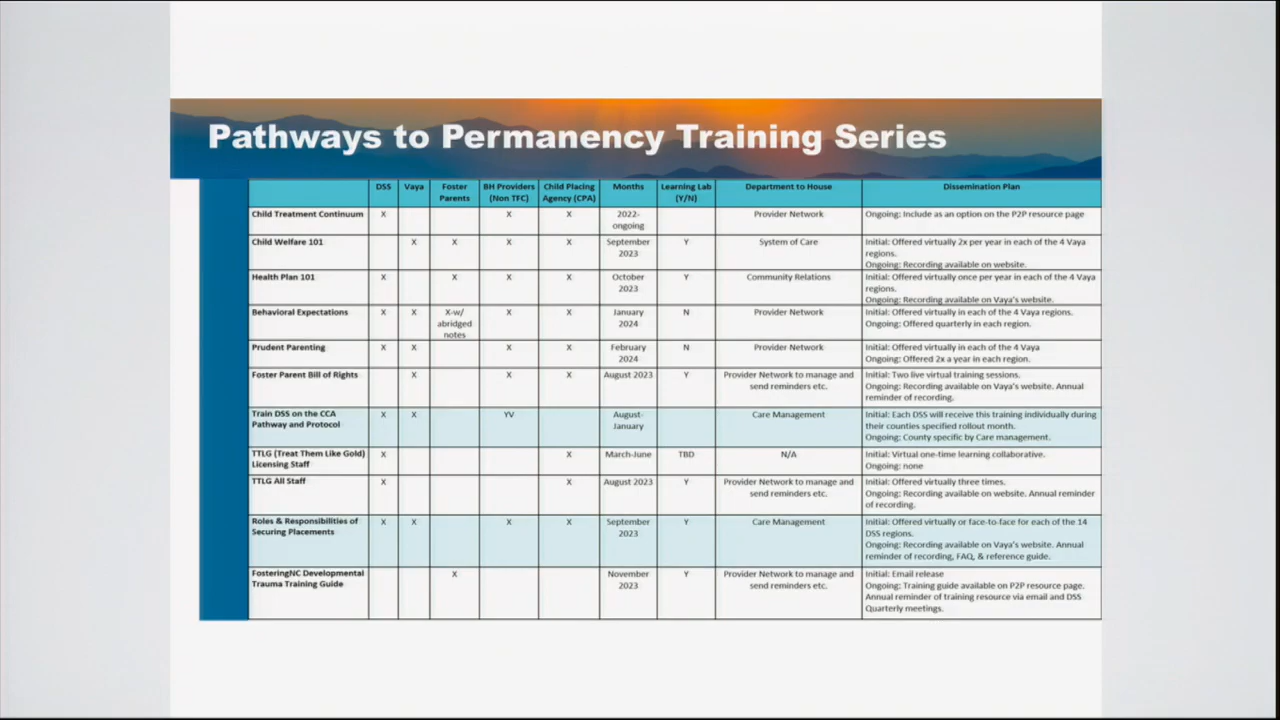 Pathways to Permanency Training Series
DSS Vaya Foster Parents BH Providers (Non TFC) Child Placing Agency (CPA) Months Learning Lab (Y/N) Department to House Dissemination Plan
Child Treatment Continuum X X X 2022-ongoing Provider Network Ongoing: Include as an option on the P2P resource page
Child Welfare 101 X X X X September 2023 Y System of Care Initial: Offered virtually 2x per year in each of the 4 Vaya regions.
Ongoing: Recording available on website.
Health Plan 101 X X X X October 2023 Y Community Relations Initial: Offered virtually once per year in each of the 4 Vaya regions.
Ongoing: Recording available on Vaya's website.
Behavioral Expectations X X X-w/ abridged notes X X January 2024 N Provider Network Initial: Offered virtually in each of the 4 Vaya regions.
Ongoing: Offered quarterly in each region.
Prudent Parenting X X X X February 2024 N Provider Network Initial: Offered virtually in each of the 4 Vaya
Ongoing: Offered 2x a year in each region.
Foster Parent Bill of Rights X X X August 2023 Y Provider Network to manage and send reminders etc. Initial: Two live virtual training sessions.
Ongoing: Recording available on Vaya's website. Annual reminder of recording.
Train DSS on the CCA Pathway and Protocol X X YV August-January Care Management Initial: Each DSS will receive this training individually during their counties specified rollout month.
Ongoing: County specific by Care management.
TTLG (Treat Them Like Gold) Licensing Staff X X March-June TBD N/A Initial: Virtual one-time learning collaborative.
Ongoing: none
TTLG All Staff X X August 2023 Y Provider Network to manage and send reminders etc. Initial: Offered virtually three times.
Ongoing: Recording available on website. Annual reminder of recording.
Roles & Responsibilities of Securing Placements X X X X September 2023 Y Care Management Initial: Offered virtually or face-to-face for each of the 14 DSS regions.
Ongoing: Recording available on Vaya's website. Annual reminder of recording, FAQ, & reference guide.
FosteringNC Developmental Trauma Training Guide X November 2023 Y Provider Network to manage and send reminders etc. Initial: Email release
Ongoing: Training guide available on P2P resource page. Annual reminder of training resource via email and DSS Quarterly meetings.